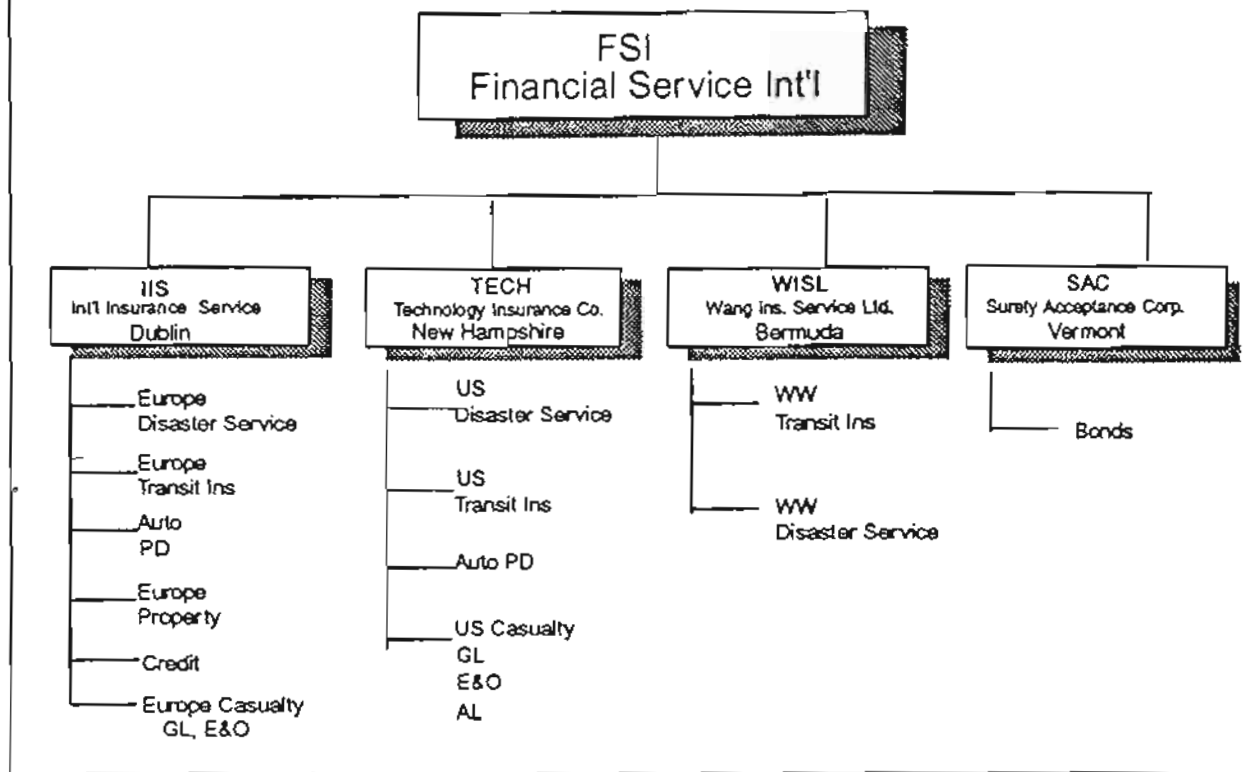 FSI
Financial Service Int'l
IIS
Int'l Insurance Service
Dublin
Europe
Disaster Service
Europe
Transit Ins
Auto
PD
Europe
Property
Credit
Europe Casualty
GL, E&O
TECH
Technology Insurance Co.
New Hampshire
US
Disaster Service
US
Transit Ins
Auto PD
US Casualty
GL
E&O
AL
WISL
Wang Ins. Service Ltd.
Bermuda
WW
Transit Ins
WW
Disaster Service
SAC
Surety Acceptance Corp.
Vermont
Bonds